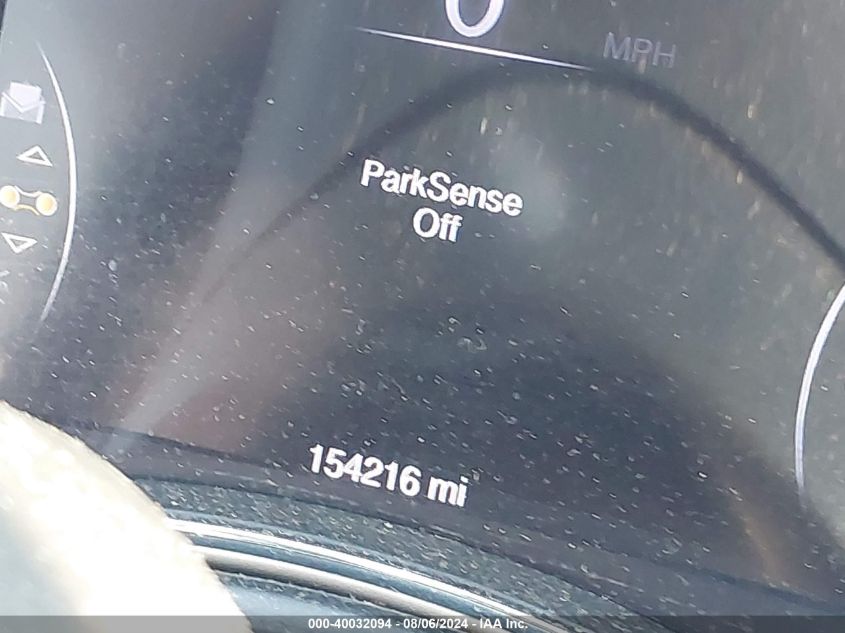 0
MPH
ParkSense
Off
154216 mi
000-40032094 - 08/06/2024 - IAA Inc.